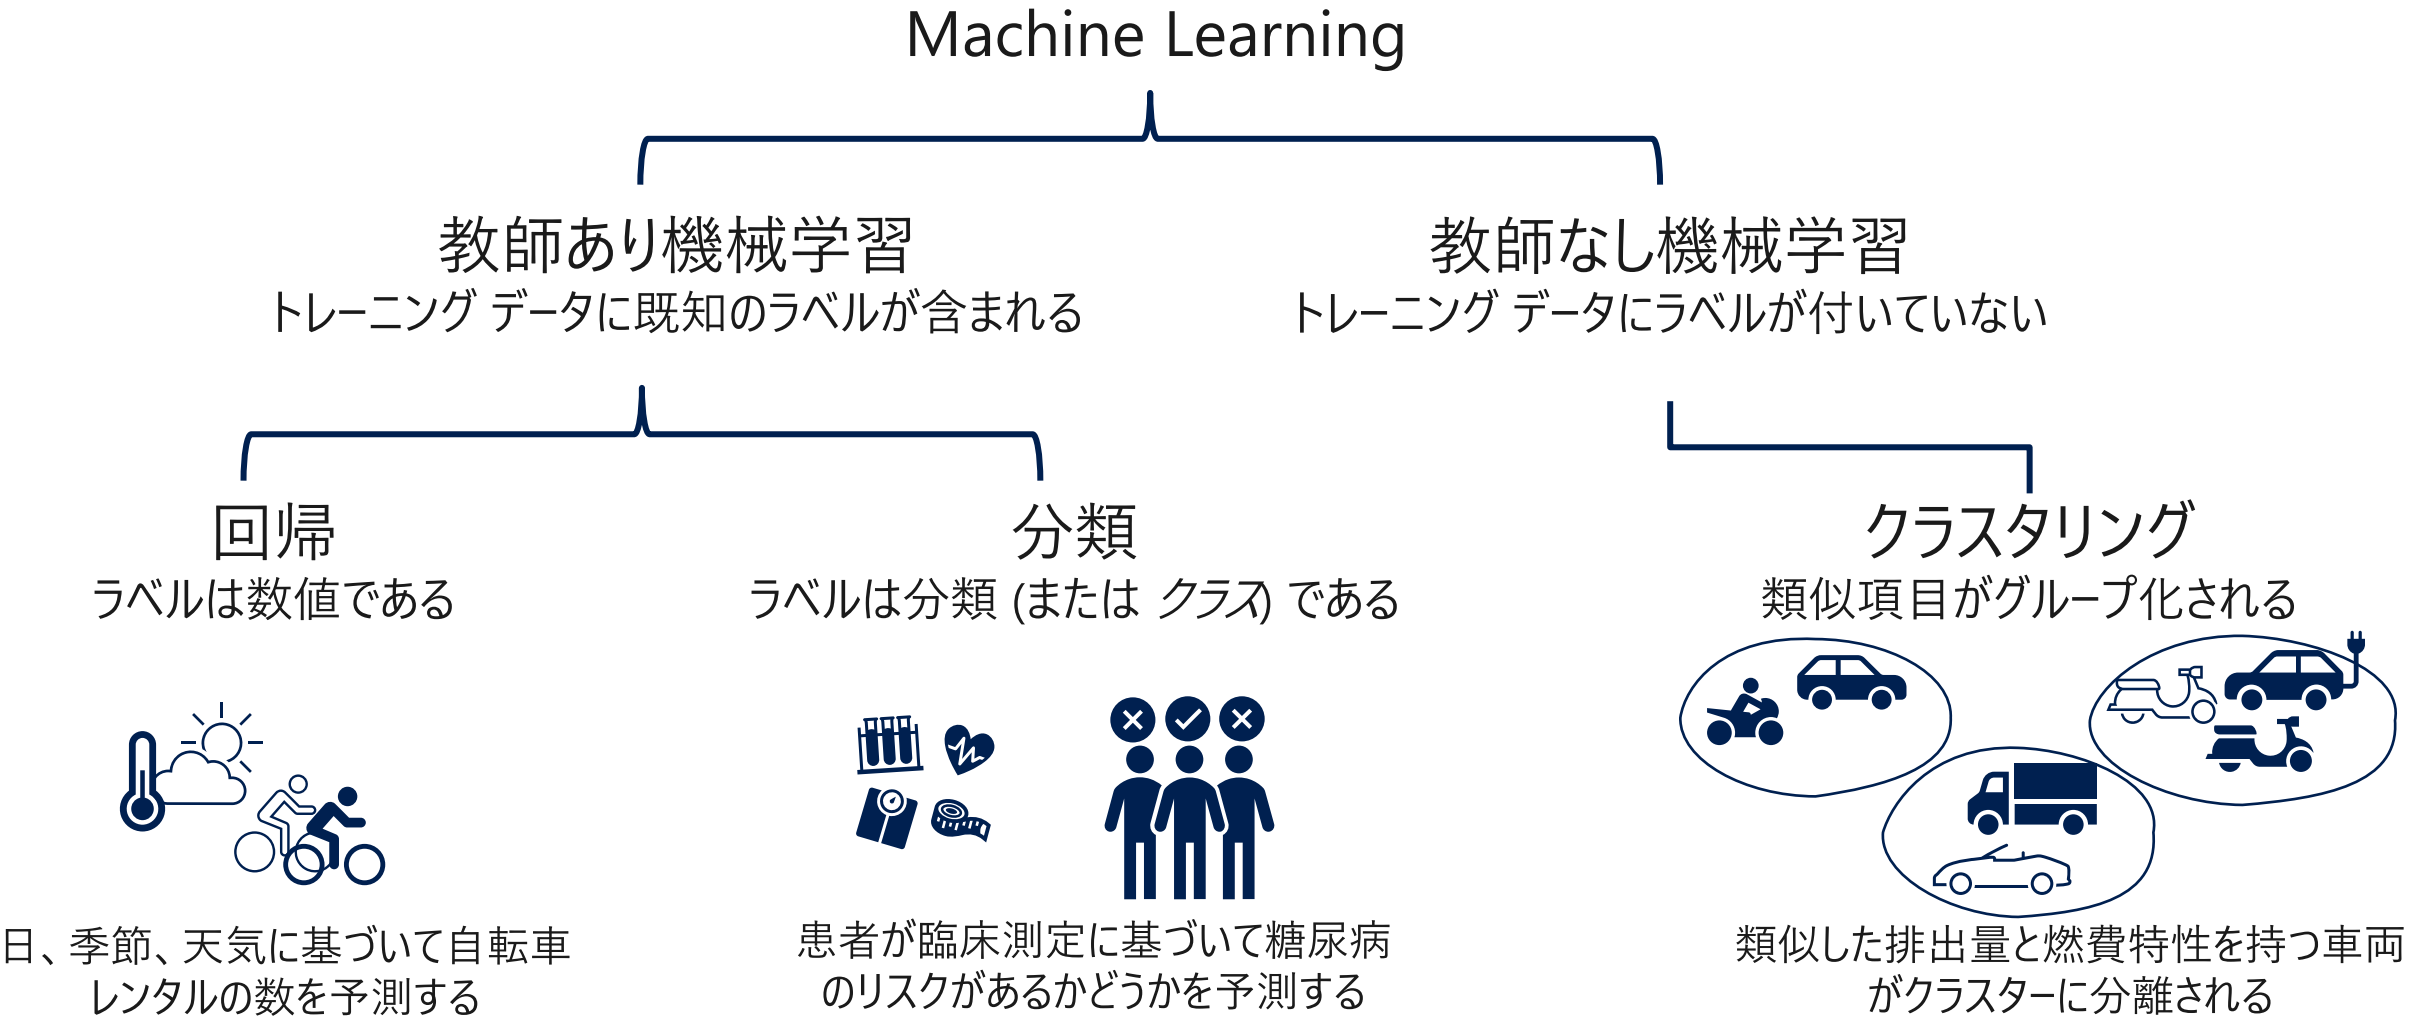 Machine Learning
教師あり機械学習
トレーニング データに既知のラベルが含まれる
教師なし機械学習
トレーニング データにラベルが付いていない
回帰
ラベルは数値である
分類
ラベルは分類 (または クラス) である
クラスタリング
類似項目がグループ化される
日、季節、天気に基づいて自転車
レンタルの数を予測する
患者が臨床測定に基づいて糖尿病
のリスクがあるかどうかを予測する
類似した排出量と燃費特性を持つ車両
がクラスターに分離される